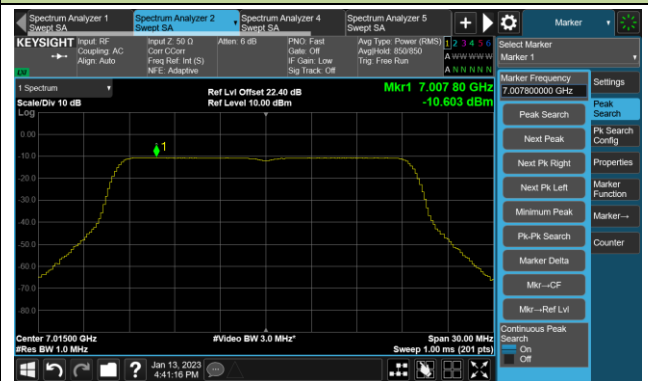 Spectrum Analyzer 1
Swept SA
Spectrum Analyzer 2
Swept SA
Spectrum Analyzer 4
Swept SA
Spectrum Analyzer 5
Swept SA
Marker
KEYSIGHT
Input: RF
Coupling: AC
Align: Auto
Input Z: 50 Ω
Corr CCorr
Freq Ref: Int (S)
NFE: Adaptive
Atten: 6 dB
PNO: Fast
Gate: Off
IF Gain: Low
Sig Track: Off
Avg Type: Power (RMS)
Avg|Hold: 850/850
Trig: Free Run
1 2 3 4 5 6
A W W W W W
A N N N N N
Select Marker
Marker 1
1 Spectrum
Scale/Div 10 dB
Log
Ref Lvl Offset 22.40 dB
Ref Level 10.00 dBm
Mkr1 7.007 80 GHz
-10.603 dBm
0.00
-10.0
-20.0
-30.0
-40.0
-50.0
-60.0
-70.0
-80.0
1
Center 7.01500 GHz
#Res BW 1.0 MHz
#Video BW 3.0 MHz*
Span 30.00 MHz
Sweep 1.00 ms (201 pts)
Marker Frequency
7.007800000 GHz
Peak Search
Next Peak
Next Pk Right
Next Pk Left
Minimum Peak
Pk-Pk Search
Marker Delta
Mkr→CF
Mkr→Ref Lvl
Continuous Peak
Search
On
Off
Settings
Peak
Search
Pk Search
Config
Properties
Marker
Function
Marker→
Counter
?
Jan 13, 2023
4:41:16 PM